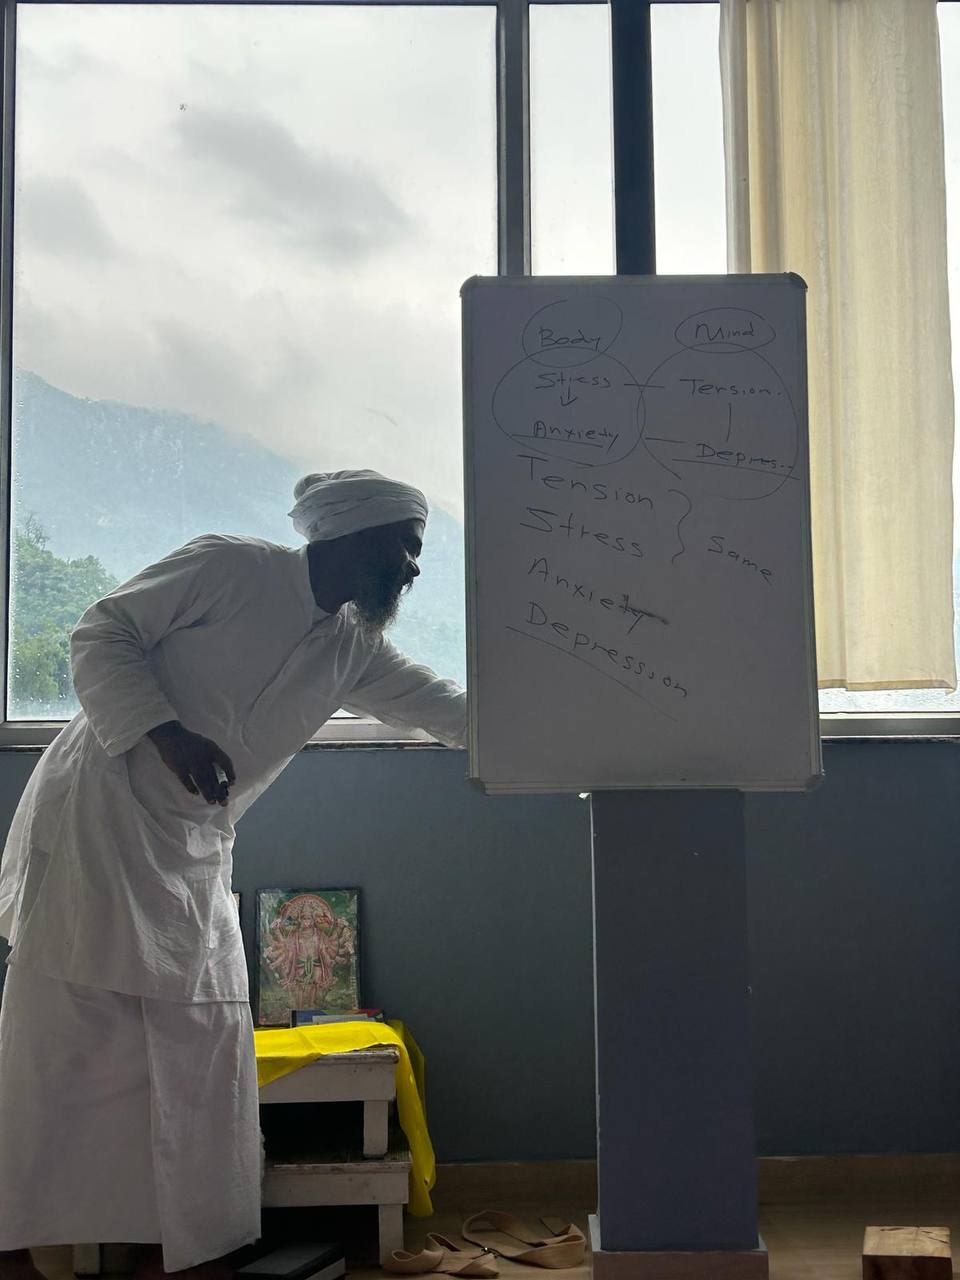 Body Mind
Stress Tension.
Anxiety Depres..
Tension
Stress
Same
Anxiety
Depression